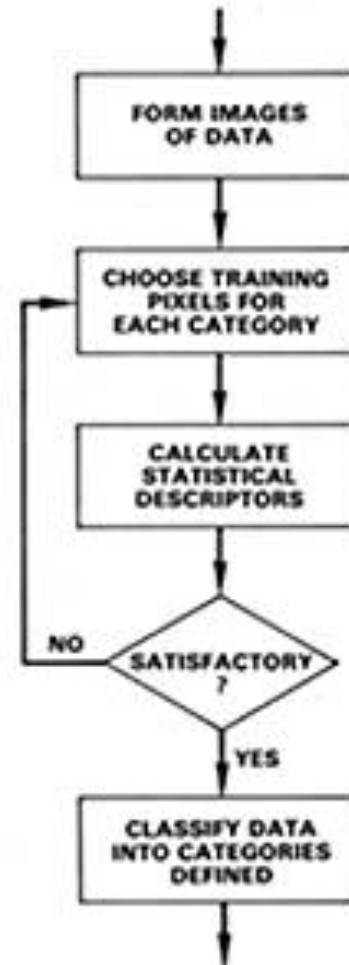 FORM IMAGES
OF DATA
CHOOSE TRAINING
PIXELS FOR
EACH CATEGORY
CALCULATE
STATISTICAL
DESCRIPTORS
NO
SATISFACTORY
?
YES
CLASSIFY DATA
INTO CATEGORIES
DEFINED